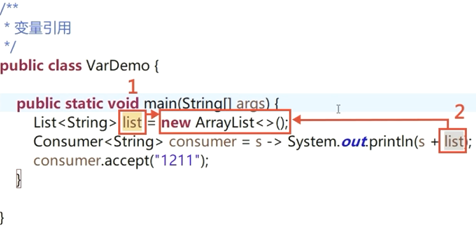 /**
* 变量引用
*/
public class VarDemo {
1
2
public static void main(String[] args) {
List<String> list = new ArrayList<>();
Consumer<String> consumer = s -> System.out.println(s + list);
consumer.accept("1211");
}
}